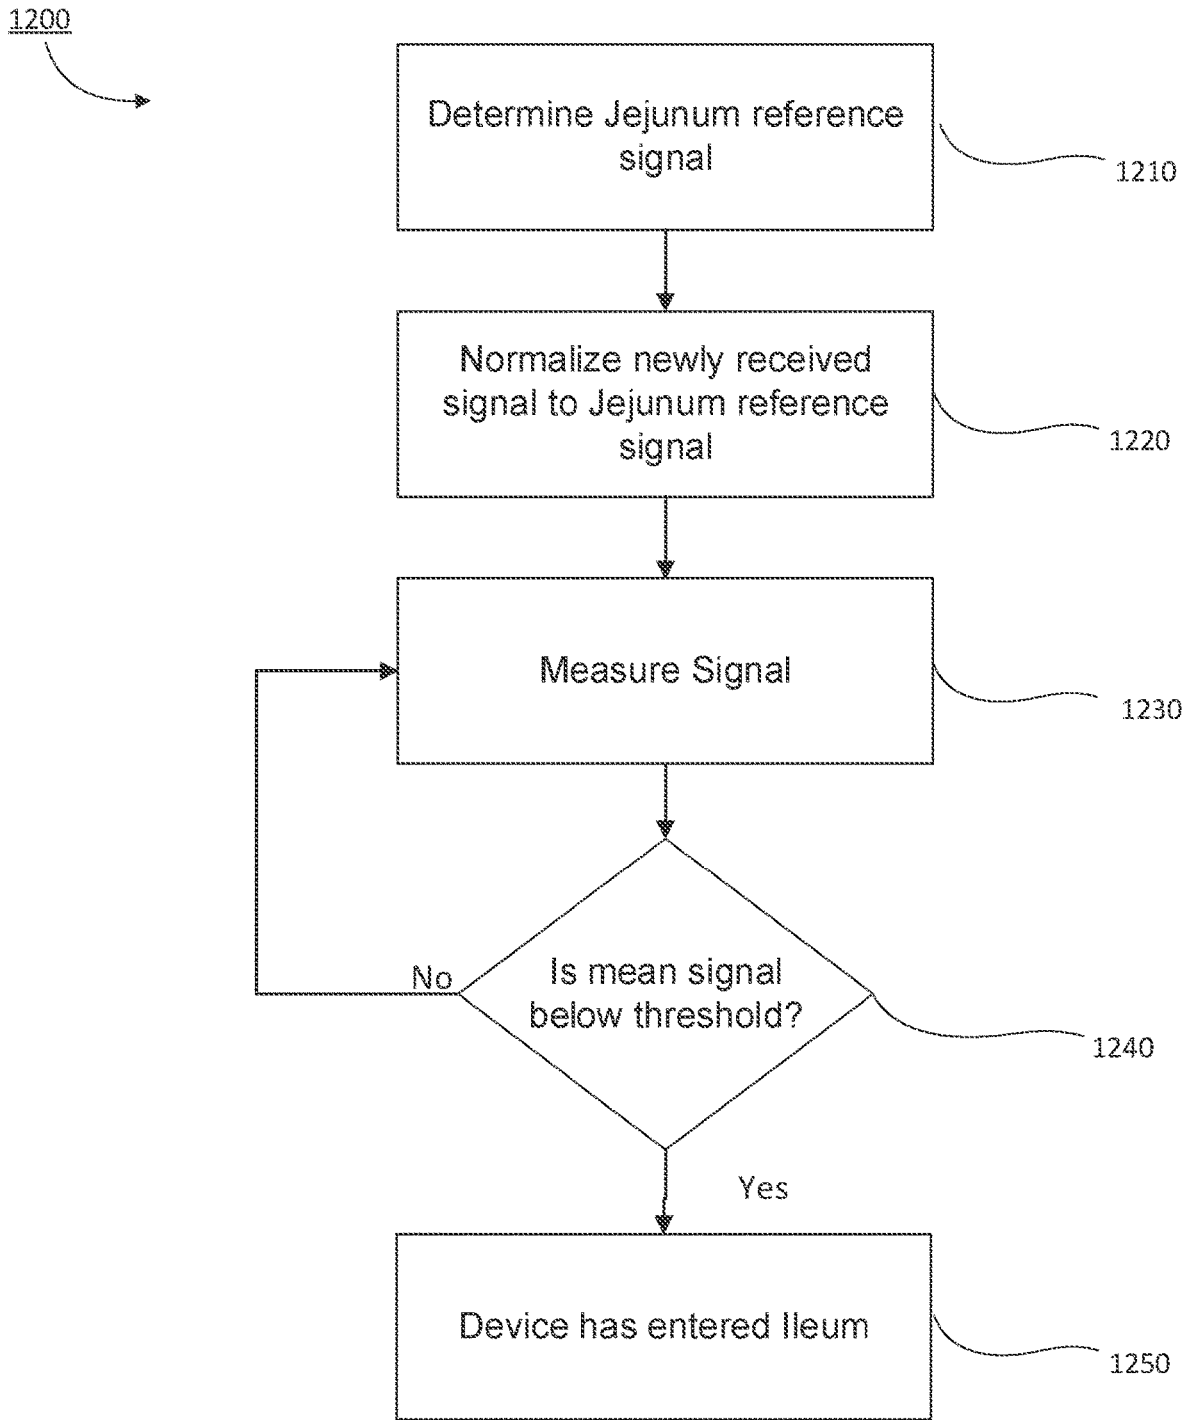 1200
Determine Jejunum reference
signal
1210
Normalize newly received
signal to Jejunum reference
signal
1220
Measure Signal
1230
Is mean signal
below threshold?
No
1240
Yes
Device has entered Ileum
1250